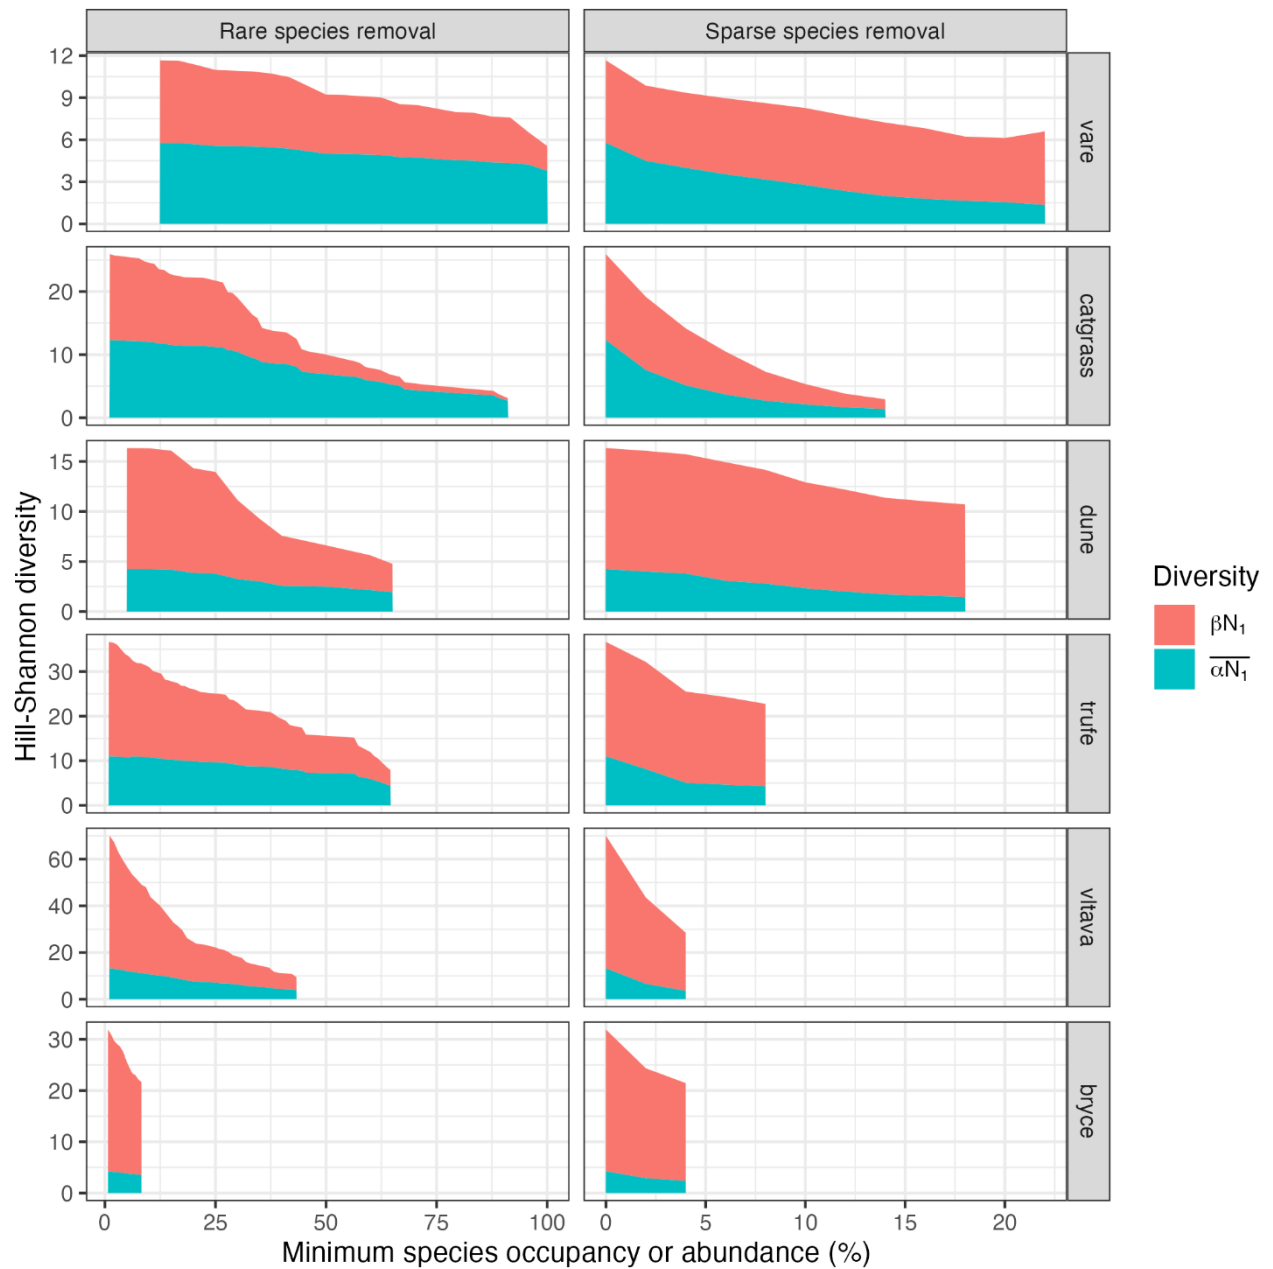 Rare species removal
Sparse species removal
12
9
6
3
0
vare
20
10
0
catgrass
15
10
5
0
dune
30
20
10
0
trufe
60
40
20
0
vltava
30
20
10
0
bryce
0 25 50 75 100
0 5 10 15 20
Minimum species occupancy or abundance (%)
Hill-Shannon diversity
Diversity
βN₁
α̅N̅₁̅